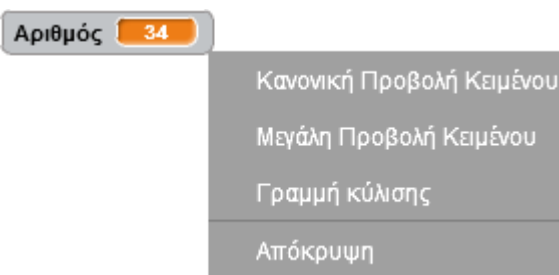 Αριθμός 34
Κανονική Προβολή Κειμένου
Μεγάλη Προβολή Κειμένου
Γραμμή κύλισης
Απόκρυψη